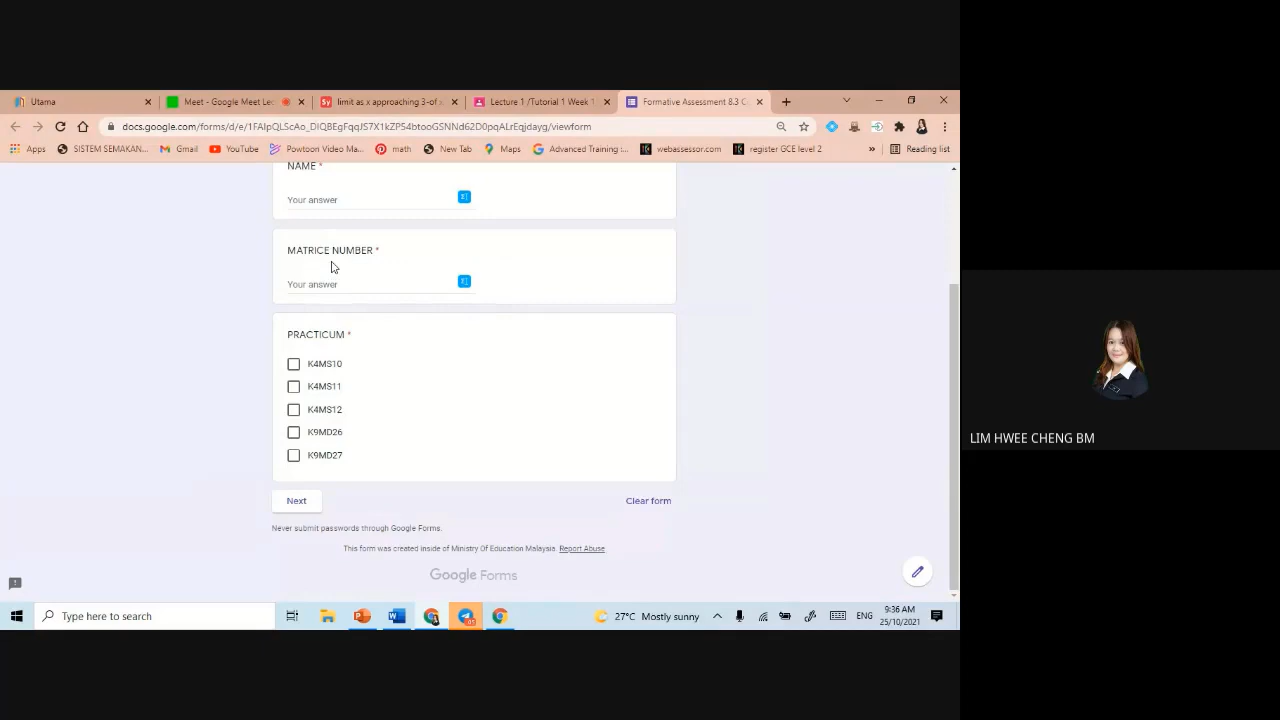 Utama
Meet - Google Meet Lec
limit as x approaching 3-of x
Lecture 1 /Tutorial 1 Week 1
Formative Assessment 8.3 C
docs.google.com/forms/d/e/
Apps
SISTEM SEMAKAN...
Gmail
YouTube
Powtoon Video Ma...
math
New Tab
Maps
Advanced Training :...
webassessor.com
register GCE level 2
»
Reading list
NAME *
Your answer
MATRICE NUMBER *
Your answer
PRACTICUM *
K4MS10
K4MS11
K4MS12
K9MD26
K9MD27
Next
Clear form
Never submit passwords through Google Forms.
This form was created inside of Ministry Of Education Malaysia. Report Abuse
Google Forms
LIM HWEE CHENG BM
Type here to search
27°C Mostly sunny
ENG
9:36 AM
25/10/2021